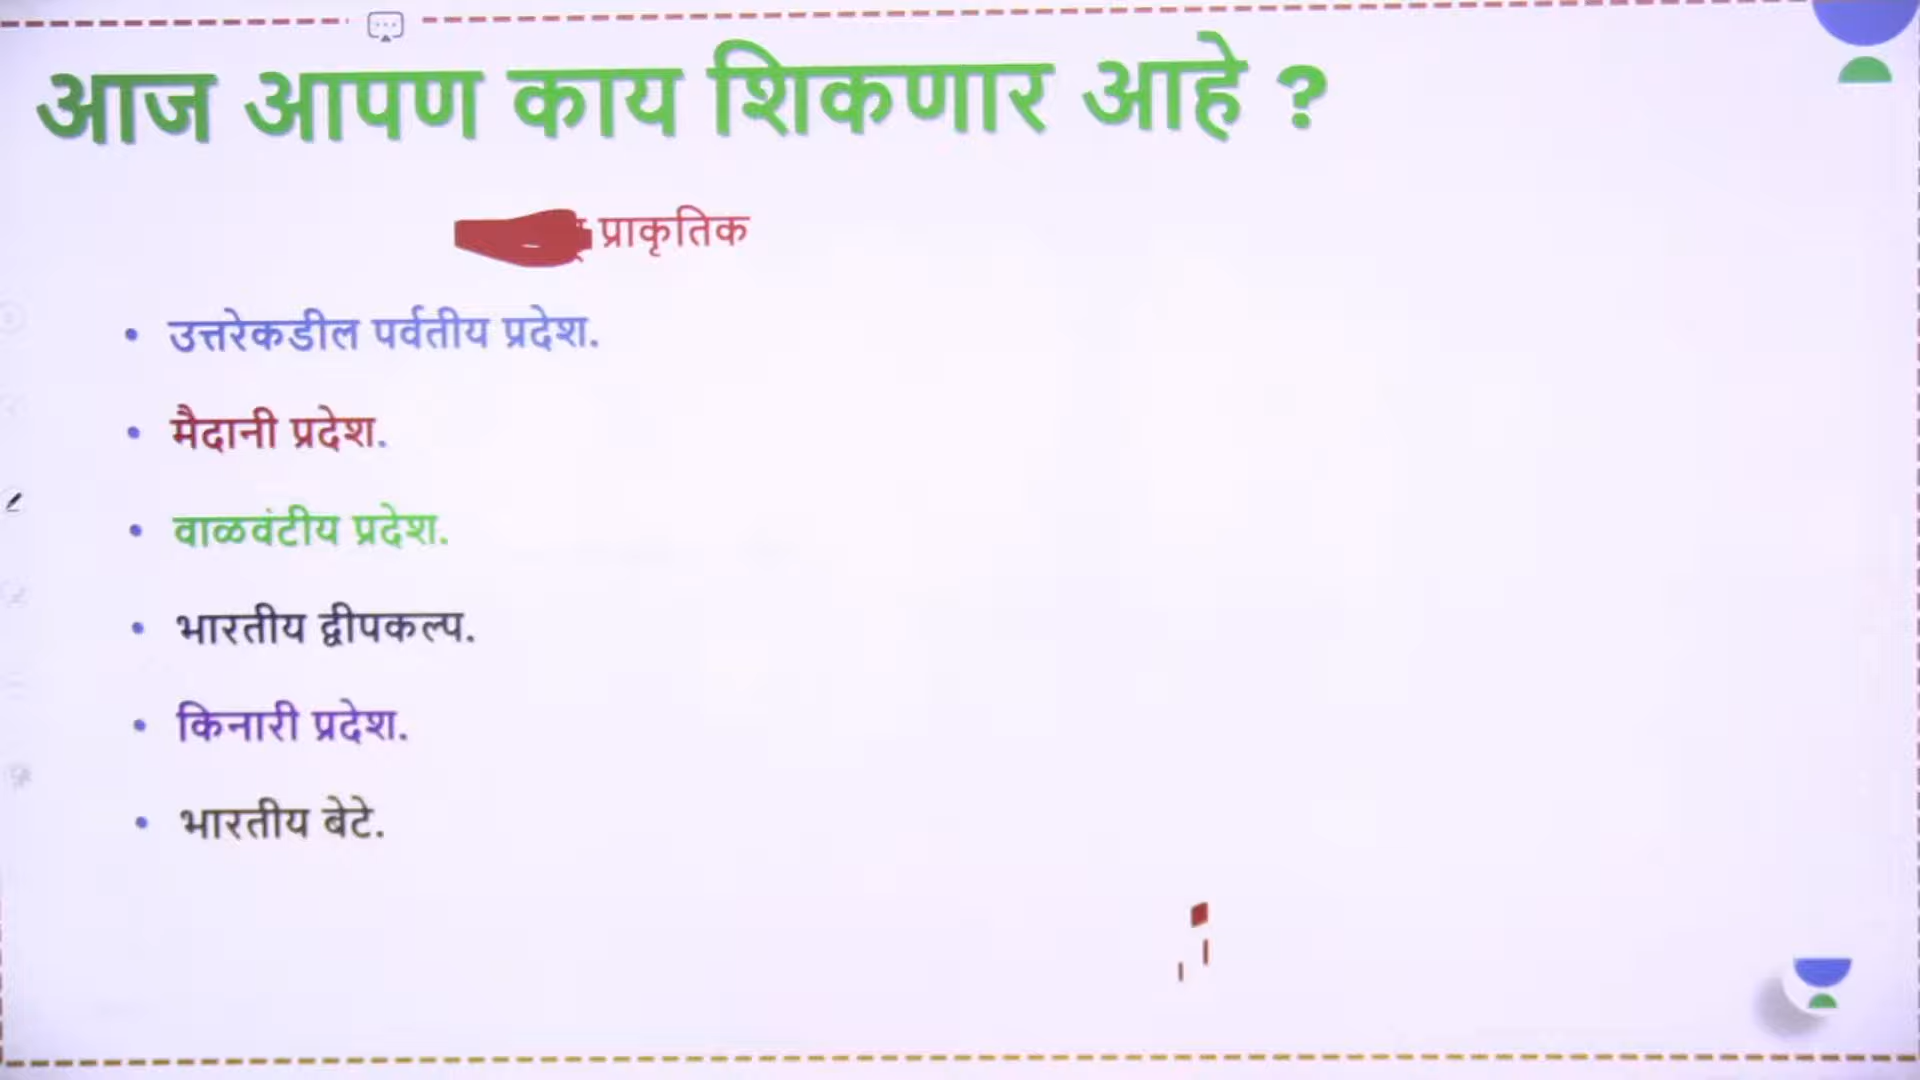 आज आपण काय शिकणार आहे ?
प्राकृतिक
• उत्तरेकडील पर्वतीय प्रदेश.
• मैदानी प्रदेश.
• वाळवंटीय प्रदेश.
• भारतीय द्वीपकल्प.
• किनारी प्रदेश.
• भारतीय बेटे.